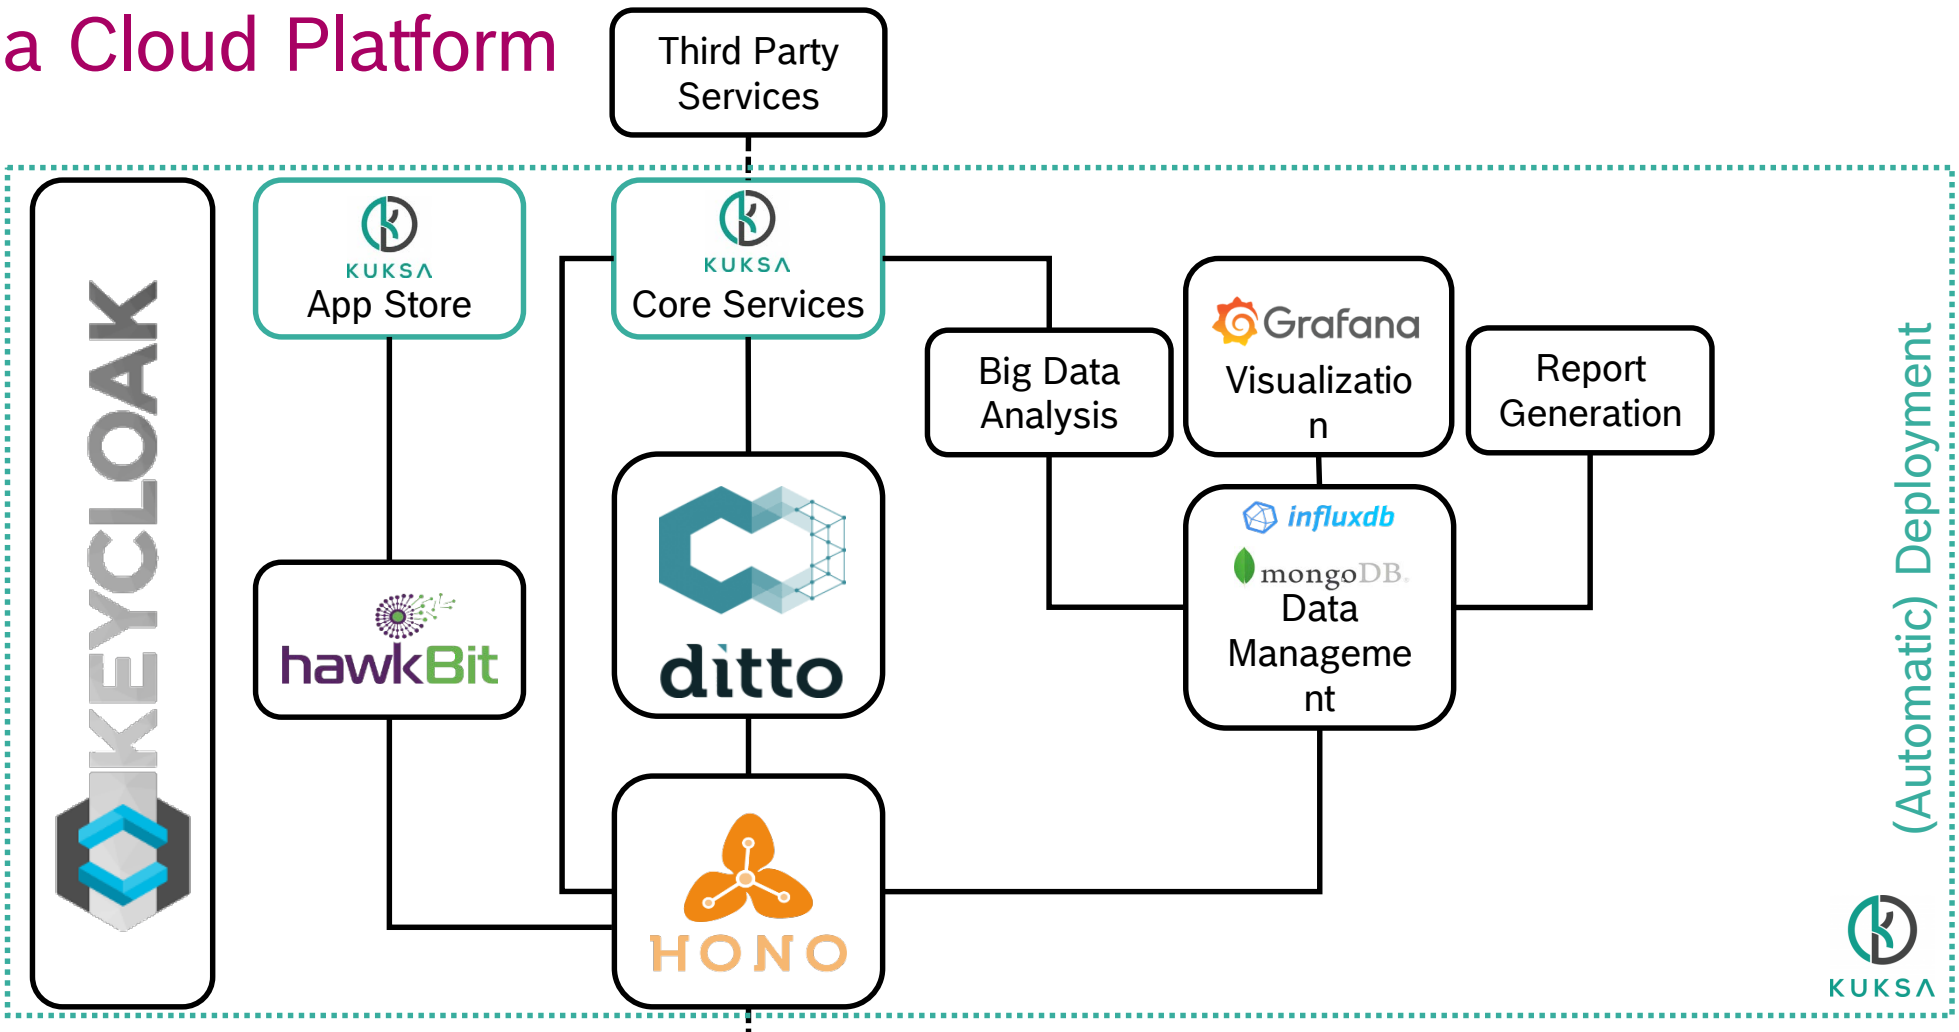 a Cloud Platform
Third Party
Services
KEYCLOAK
KUKSA
App Store
KUKSA
Core Services
Big Data
Analysis
Grafana
Visualizatio
n
Report
Generation
influxdb
mongoDB
Data
Manageme
nt
hawkBit
ditto
HONO
(Automatic) Deployment
KUKSA